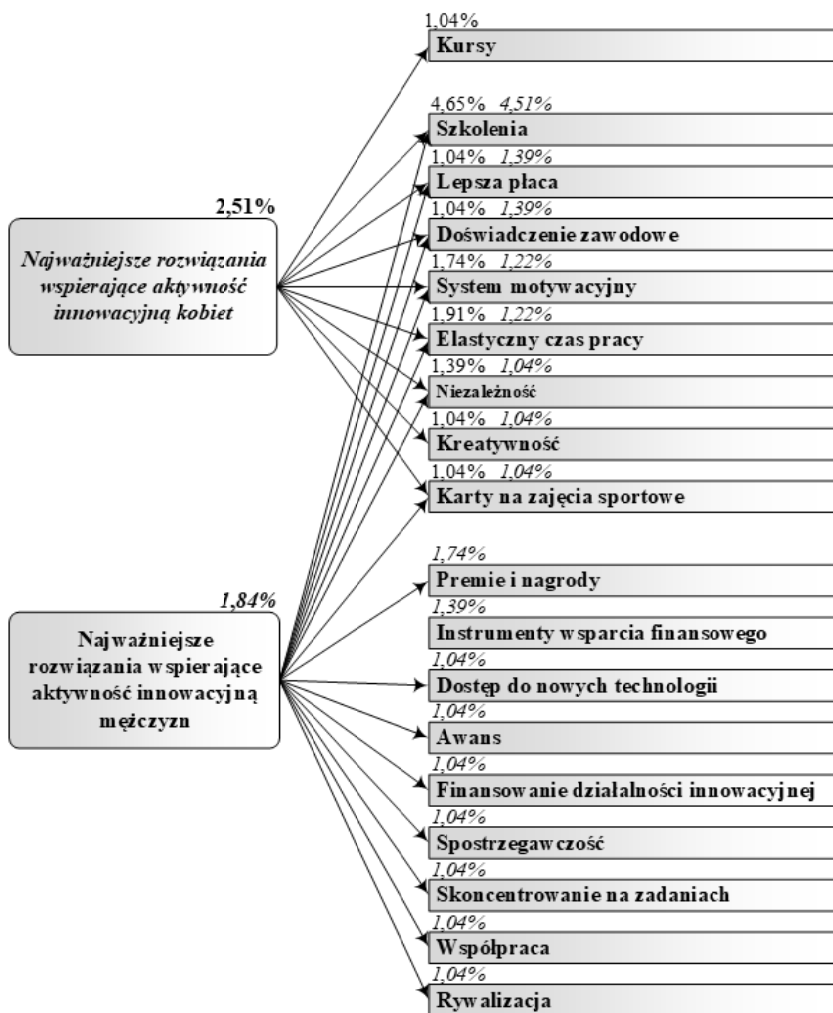 1,04%
Kursy
4,65% 4,51%
Szkolenia
1,04% 1,39%
Lepsza płaca
1,04% 1,39%
Doświadczenie zawodowe
1,74% 1,22%
System motywacyjny
1,91% 1,22%
Elastyczny czas pracy
1,39% 1,04%
Niezależność
1,04% 1,04%
Kreatywność
1,04% 1,04%
Karty na zajęcia sportowe
2,51%
Najważniejsze rozwiązania
wspierające aktywność
innowacyjną kobiet
1,84%
Najważniejsze
rozwiązania wspierające
aktywność innowacyjną
mężczyzn
1,74%
Premie i nagrody
1,39%
Instrumenty wsparcia finansowego
1,04%
Dostęp do nowych technologii
1,04%
Awans
1,04%
Finansowanie działalności innowacyjnej
1,04%
Spostrzegawczość
1,04%
Skoncentrowanie na zadaniach
1,04%
Współpraca
1,04%
Rywalizacja